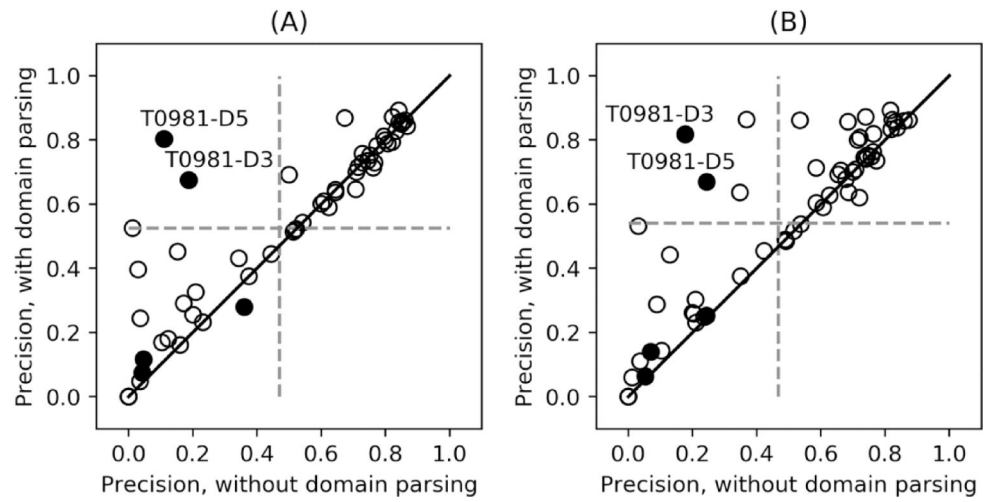 (A)
Precision, with domain parsing
1.0
0.8
0.6
0.4
0.2
0.0
T0981-D5
T0981-D3
0.0 0.2 0.4 0.6 0.8 1.0
Precision, without domain parsing
(B)
Precision, with domain parsing
1.0
0.8
0.6
0.4
0.2
0.0
T0981-D3
T0981-D5
0.0 0.2 0.4 0.6 0.8 1.0
Precision, without domain parsing